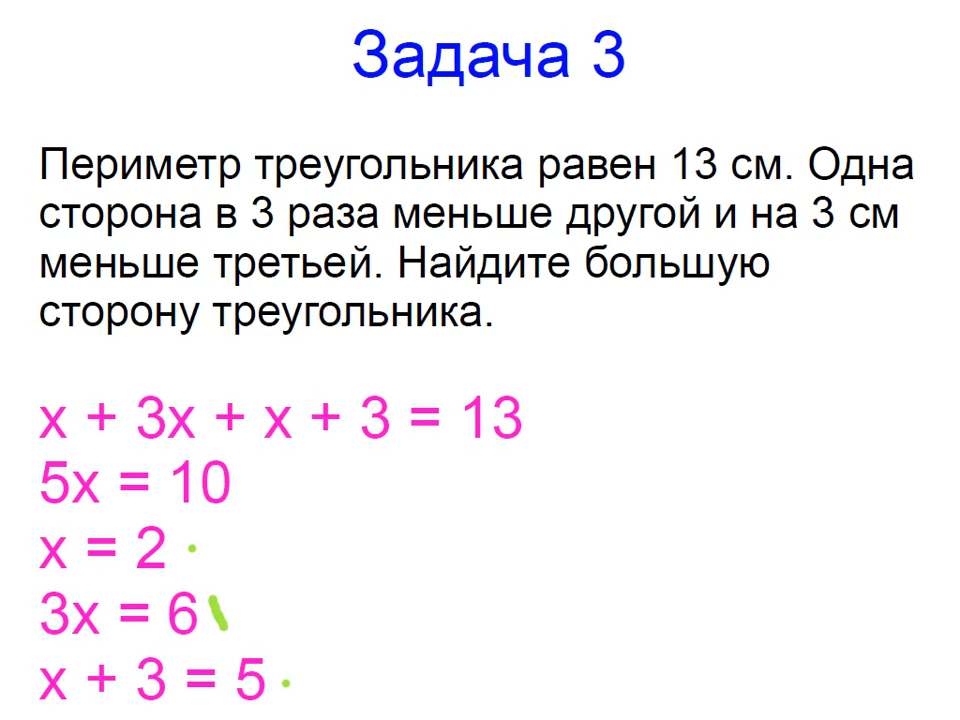 Задача 3
Периметр треугольника равен 13 см. Одна
сторона в 3 раза меньше другой и на 3 см
меньше третьей. Найдите большую
сторону треугольника.
x + 3x + x + 3 = 13
5x = 10
x = 2
3x = 6
x + 3 = 5